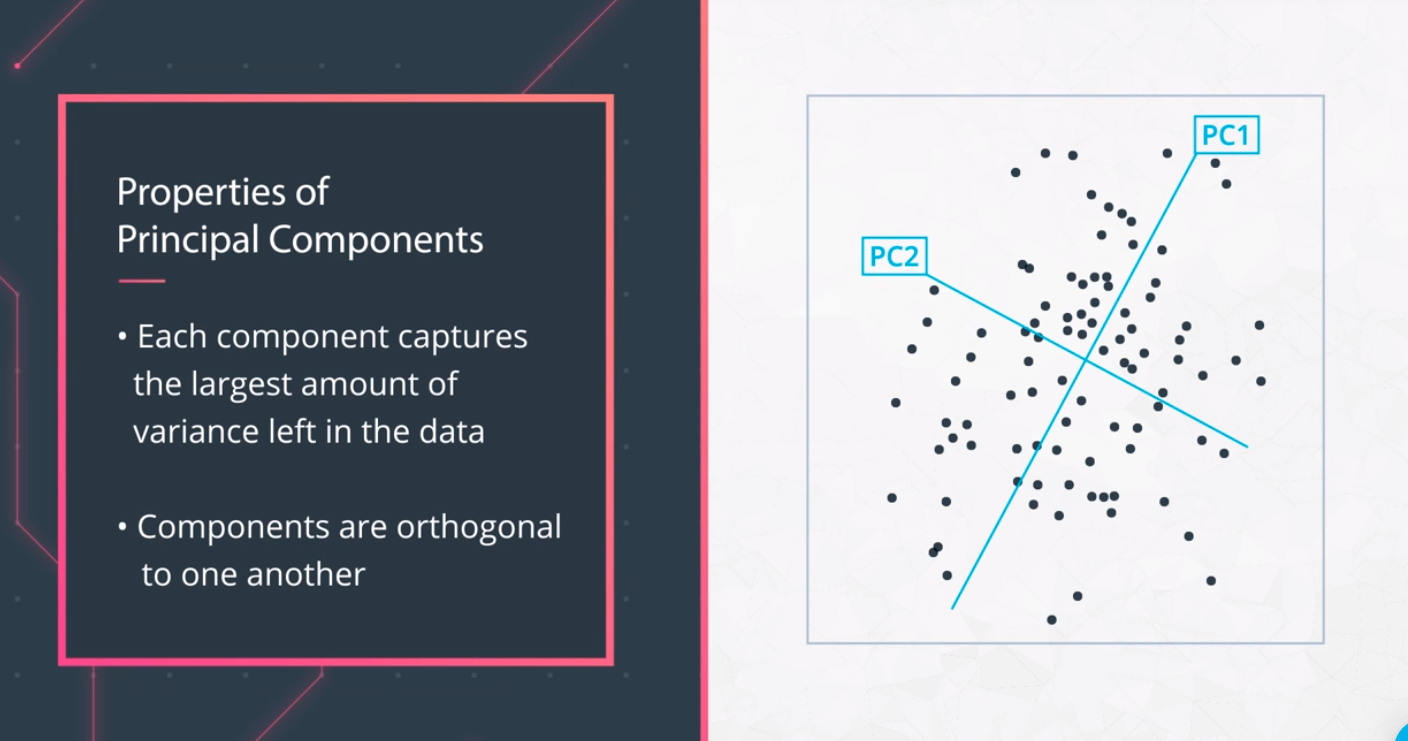 Properties of
Principal Components
• Each component captures
the largest amount of
variance left in the data
• Components are orthogonal
to one another
PC1
PC2